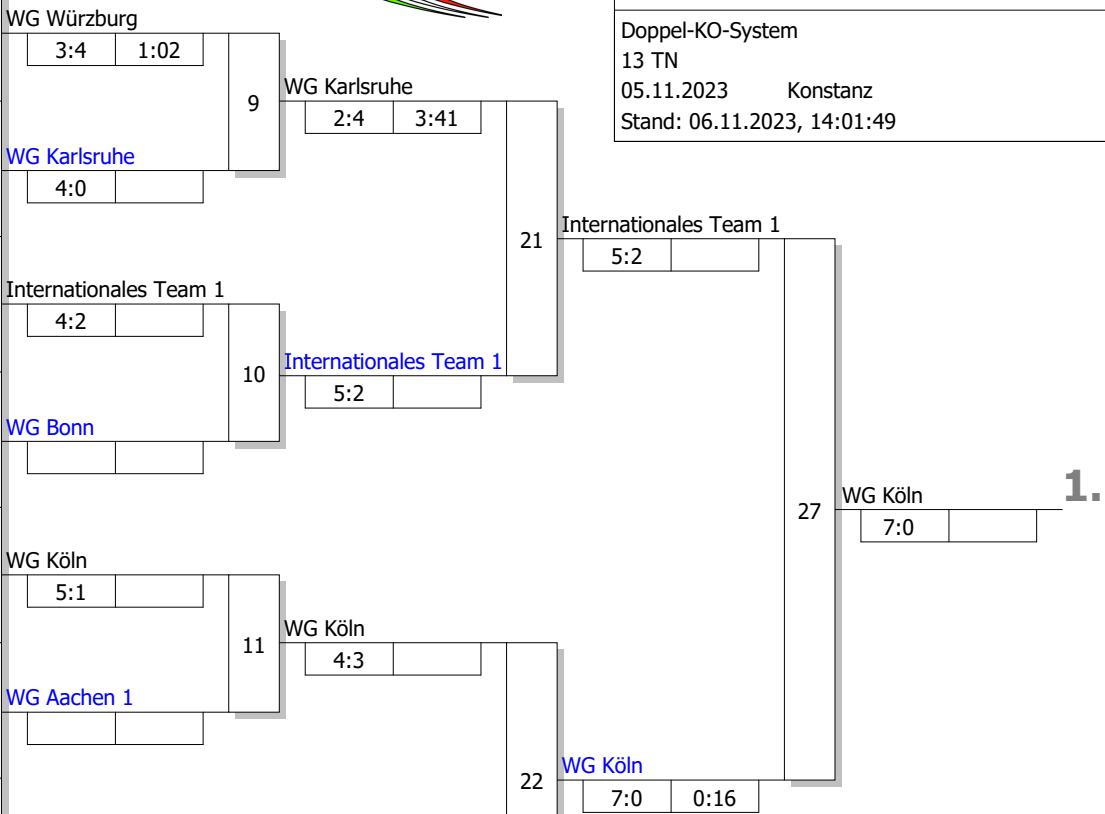 WG Würzburg
3:4 1:02
9
WG Karlsruhe
4:0
WG Karlsruhe
2:4 3:41
Doppel-KO-System
13 TN
05.11.2023 Konstanz
Stand: 06.11.2023, 14:01:49
21
Internationales Team 1
4:2
10
WG Bonn
Internationales Team 1
5:2
Internationales Team 1
5:2
27
WG Köln
7:0
1.
WG Köln
5:1
11
WG Aachen 1
WG Köln
4:3
22
WG Köln
7:0 0:16